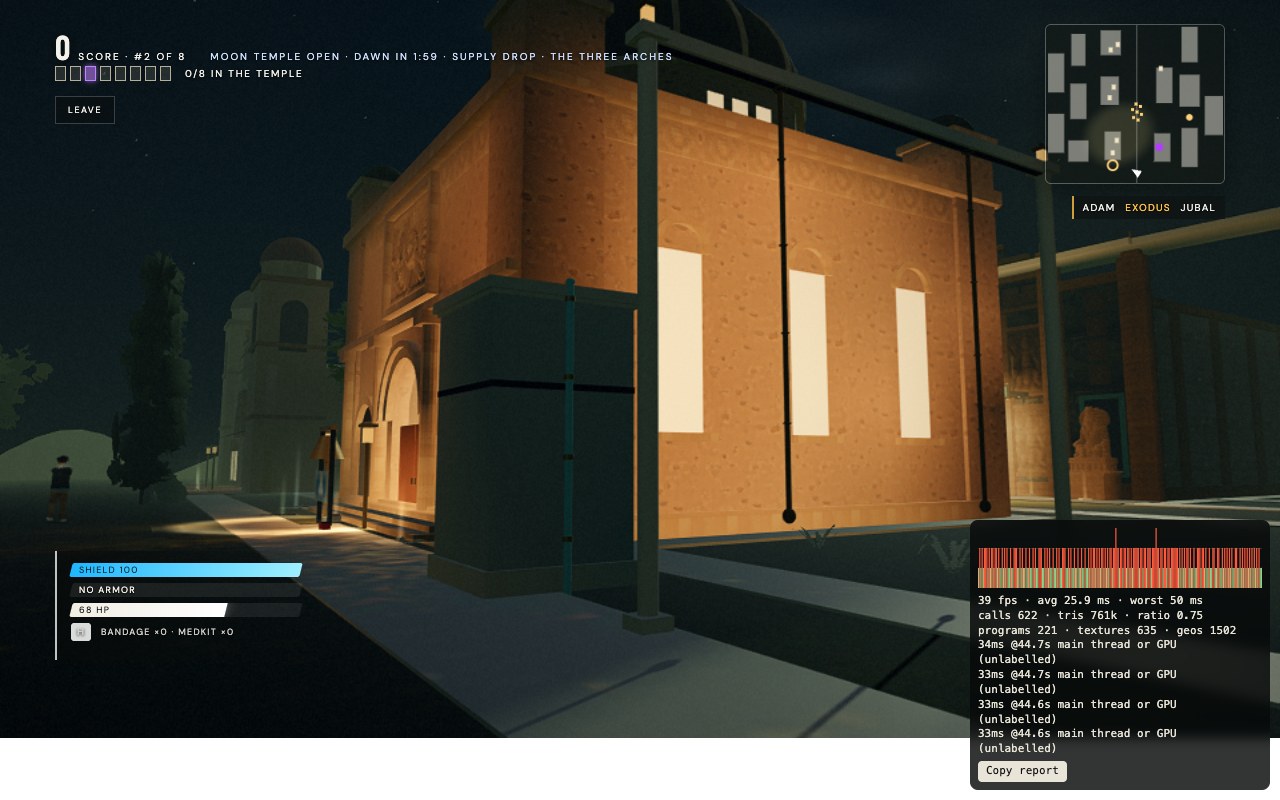 0 SCORE · #2 OF 8 MOON TEMPLE OPEN · DAWN IN 1:59 · SUPPLY DROP · THE THREE ARCHES
0/8 IN THE TEMPLE
LEAVE
ADAM EXODUS JUBAL
SHIELD 100
NO ARMOR
68 HP
BANDAGE ×0 · MEDKIT ×0
39 fps · avg 25.9 ms · worst 50 ms
calls 622 · tris 761k · ratio 0.75
programs 221 · textures 635 · geos 1502
34ms @44.7s main thread or GPU
(unlabelled)
33ms @44.7s main thread or GPU
(unlabelled)
33ms @44.6s main thread or GPU
(unlabelled)
33ms @44.6s main thread or GPU
(unlabelled)
Copy report